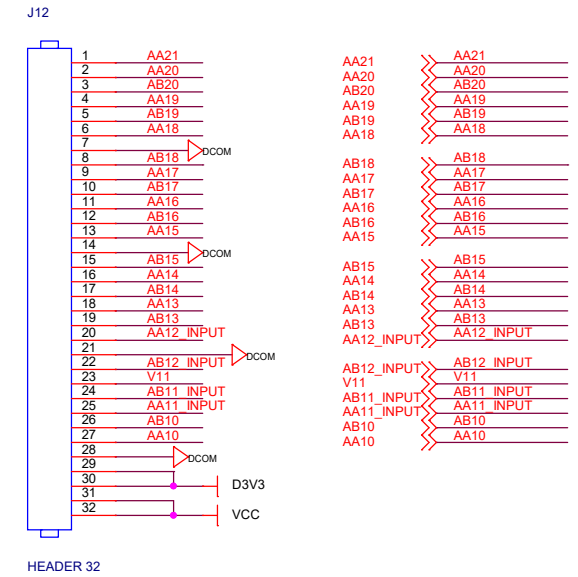 J12
1 AA21 AA21 AA21
2 AA20 AA20 AA20
3 AB20 AB20 AB20
4 AA19 AA19 AA19
5 AB19 AB19 AB19
6 AA18 AA18 AA18
7 DCOM
8 AB18 AB18 AB18
9 AA17 AA17 AA17
10 AB17 AB17 AB17
11 AA16 AA16 AA16
12 AB16 AB16 AB16
13 AA15 AA15 AA15
14 DCOM
15 AB15 AB15 AB15
16 AA14 AA14 AA14
17 AB14 AB14 AB14
18 AA13 AA13 AA13
19 AB13 AB13 AB13
20 AA12_INPUT AA12_INPUT AA12_INPUT
21 DCOM
22 AB12_INPUT AB12_INPUT AB12_INPUT
23 V11 V11 V11
24 AB11_INPUT AB11_INPUT AB11_INPUT
25 AA11_INPUT AA11_INPUT AA11_INPUT
26 AB10 AB10 AB10
27 AA10 AA10 AA10
28 DCOM
29
30 D3V3
31
32 VCC
HEADER 32